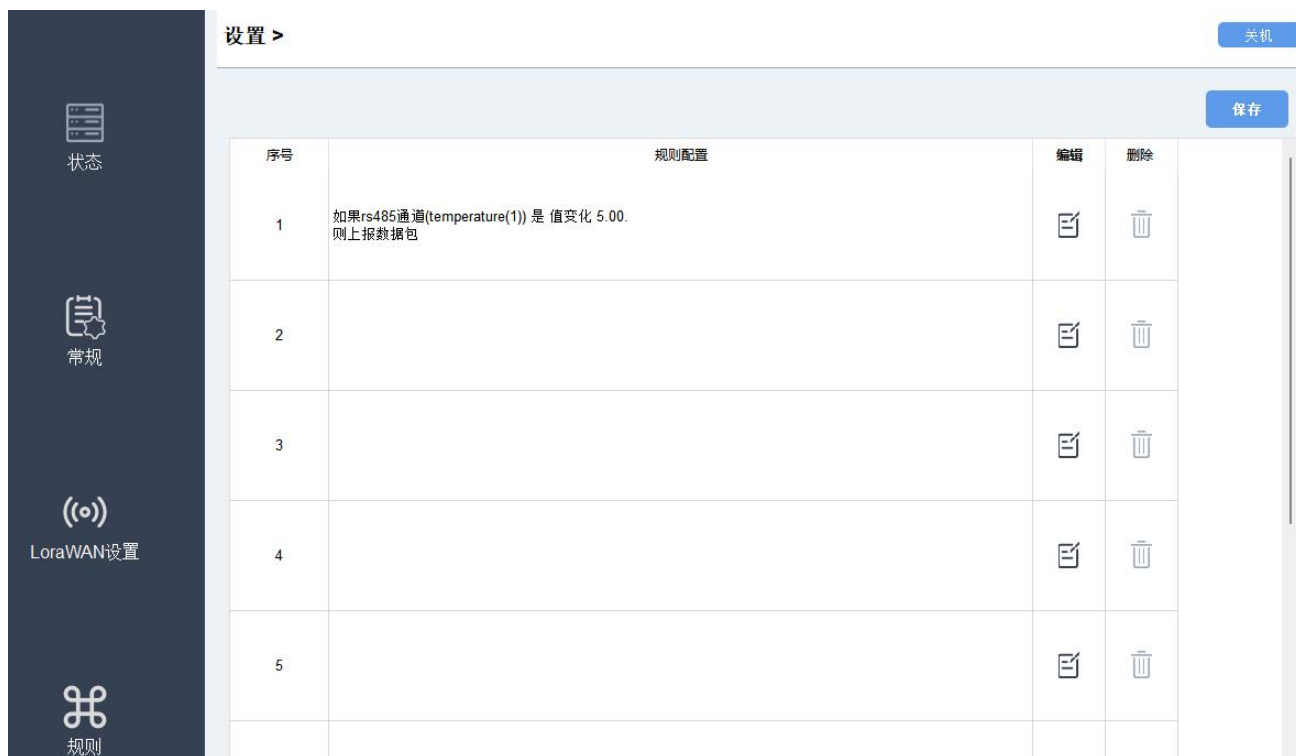 设置 >
关机
保存
状态
常规
LoraWAN设置
规则
序号 规则配置 编辑 删除
1 如果rs485通道(temperature(1)) 是 值变化 5.00.
则上报数据包
2
3
4
5